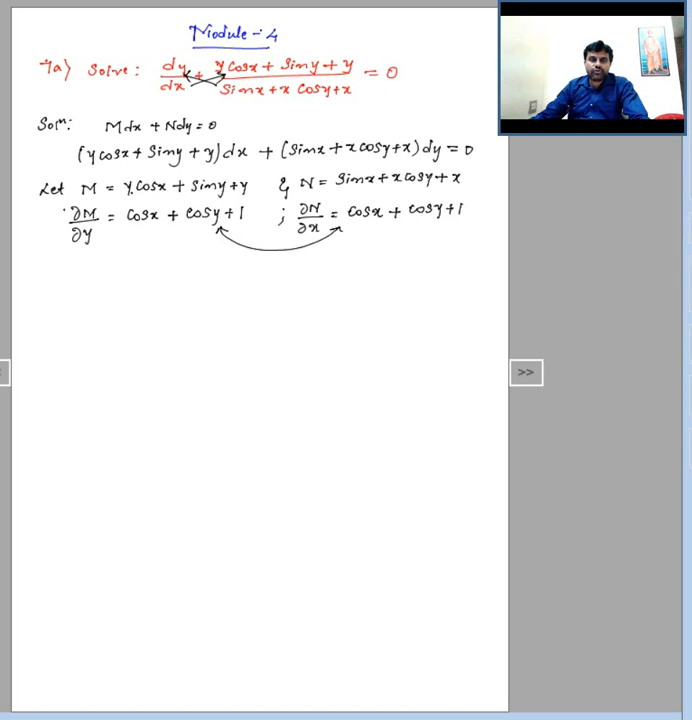 Module - 4
7a) Solve: dy/dx + (y cosx + siny + y)/(sinx + x cosy + x) = 0
Solⁿ: Mdx + Ndy = 0
(y cosx + siny + y)dx + (sinx + x cosy + x)dy = 0
Let M = y.cosx + siny + y & N = sinx + x cosy + x
∂M/∂y = cosx + cosy + 1 ; ∂N/∂x = cosx + cosy + 1
>>